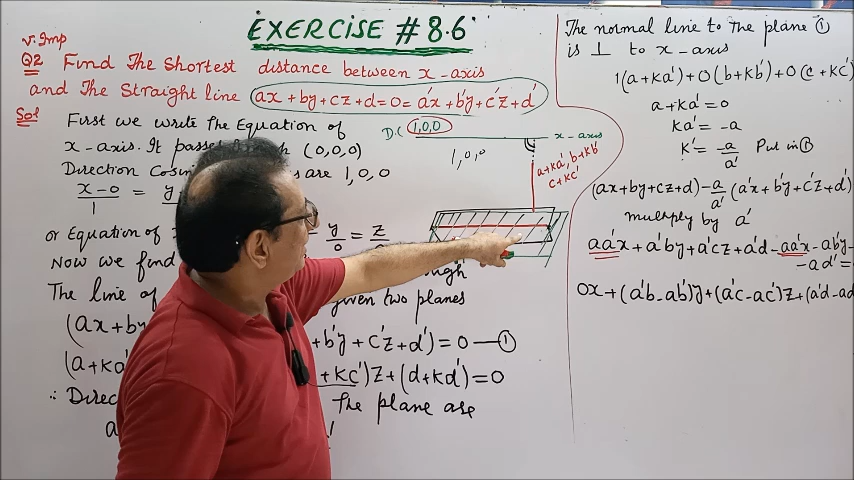 EXERCISE # 8.6
v. Imp
Q2 Find The Shortest distance between x-axis
and The Straight line ax+by+cz+d=0=a'x+b'y+c'z+d'
Sol First we write The Equation of
x-axis. It passes (0,0,0)
Direction are 1,0,0
x-0/1 = y
or Equation of = y/0 = z/0
Now we find
The line of given two planes
(ax+by b'y+c'z+d')=0 — ①
(a+ka' +kc')z+(d+kd')=0
∴ Direc The plane are
a
D.C 1,0,0 x-axis
1,0,0
a+ka', b+kb'
c+kc'
The normal line to the plane ①
is ⊥ to x-axis
1(a+ka')+0(b+kb')+0(c+kc')
a+ka'=0
ka'=-a
k'=-a/a' Put in ①
(ax+by+cz+d)-a/a'(a'x+b'y+c'z+d')
multiply by a'
aa'x+a'by+a'cz+a'd-aa'x-ab'y-
-ad'=
0x+(a'b-ab')y+(a'c-ac')z+(a'd-ad